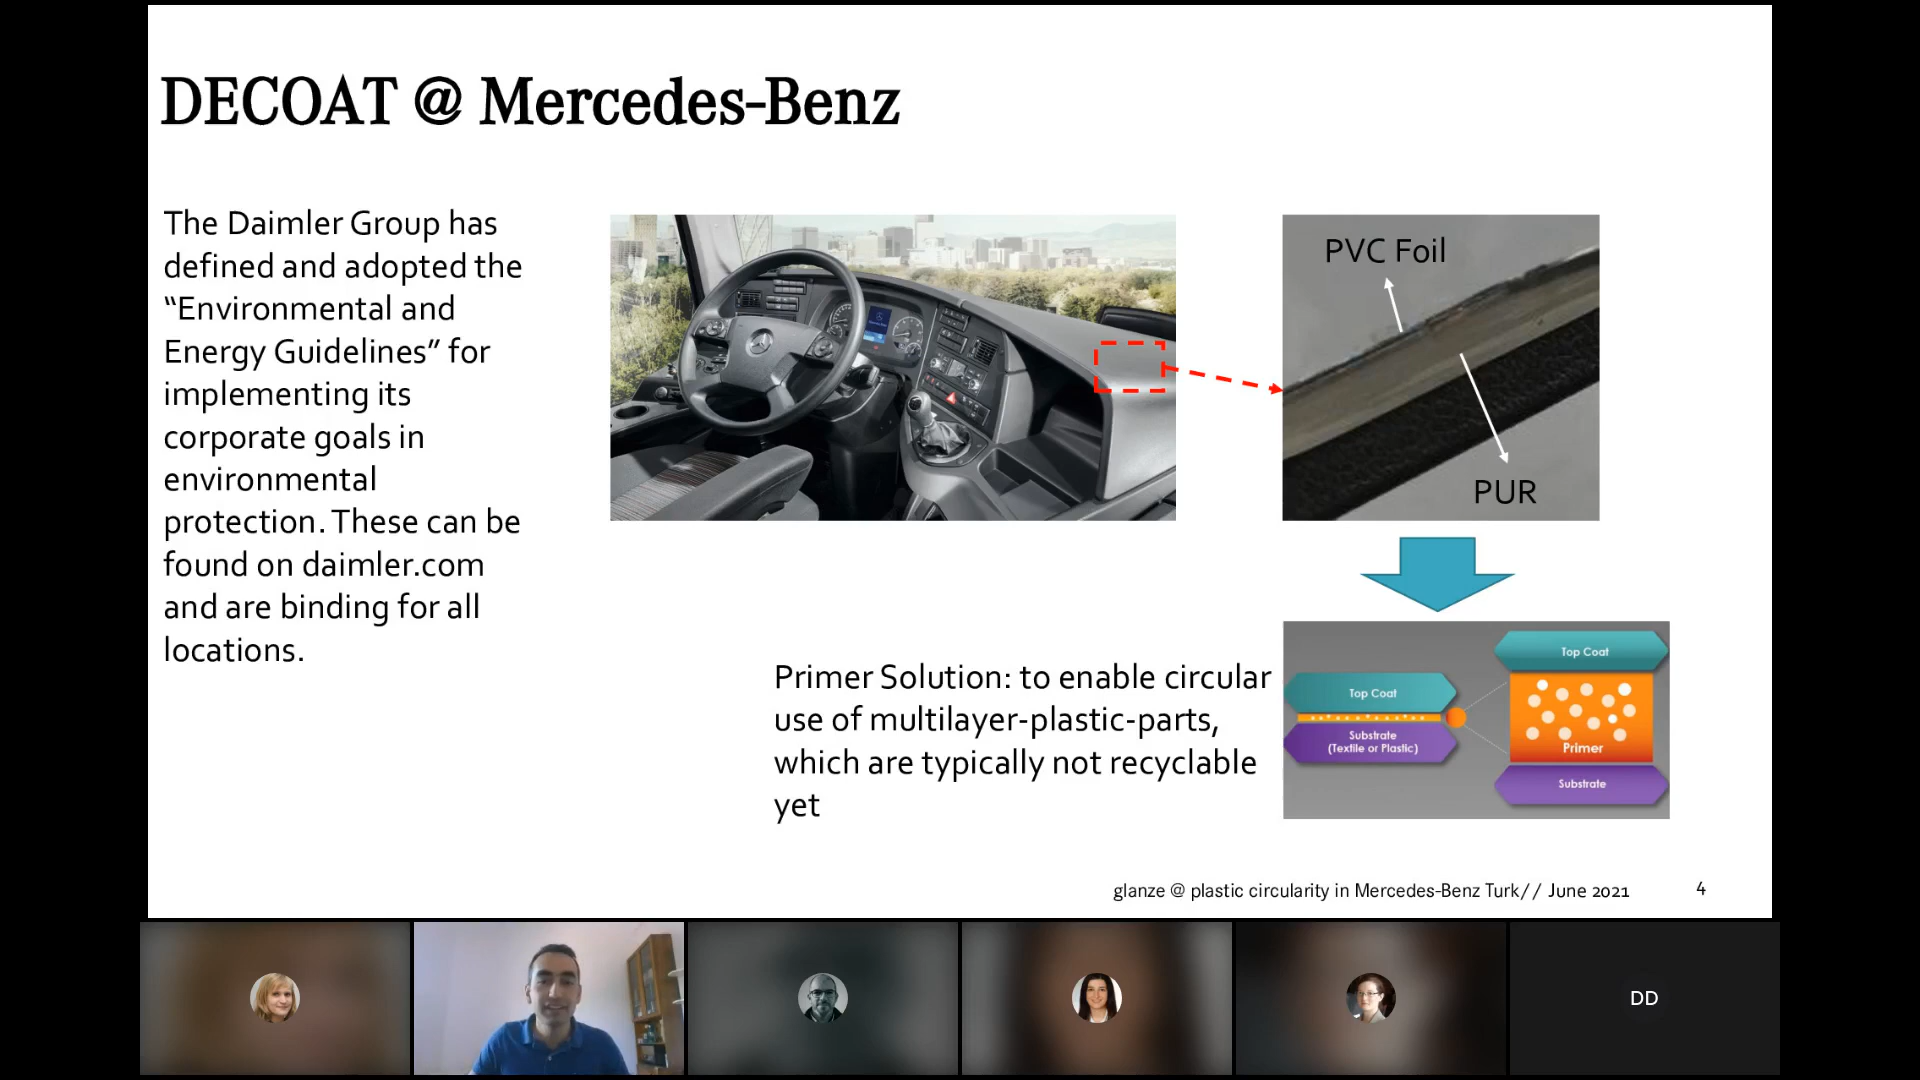 DECOAT @ Mercedes-Benz
The Daimler Group has
defined and adopted the
“Environmental and
Energy Guidelines” for
implementing its
corporate goals in
environmental
protection. These can be
found on daimler.com
and are binding for all
locations.
PVC Foil
PUR
Primer Solution: to enable circular
use of multilayer-plastic-parts,
which are typically not recyclable
yet
Top Coat
Substrate
(Textile or Plastic)
Top Coat
Primer
Substrate
glanze @ plastic circularity in Mercedes-Benz Turk// June 2021
4
DD